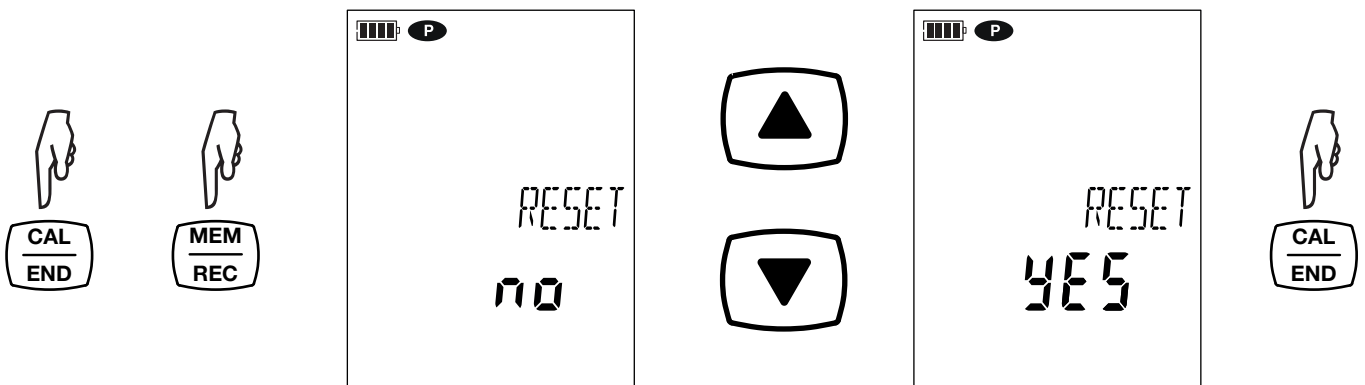 CAL
END
MEM
REC
P
RESET
no
P
RESET
YES
CAL
END